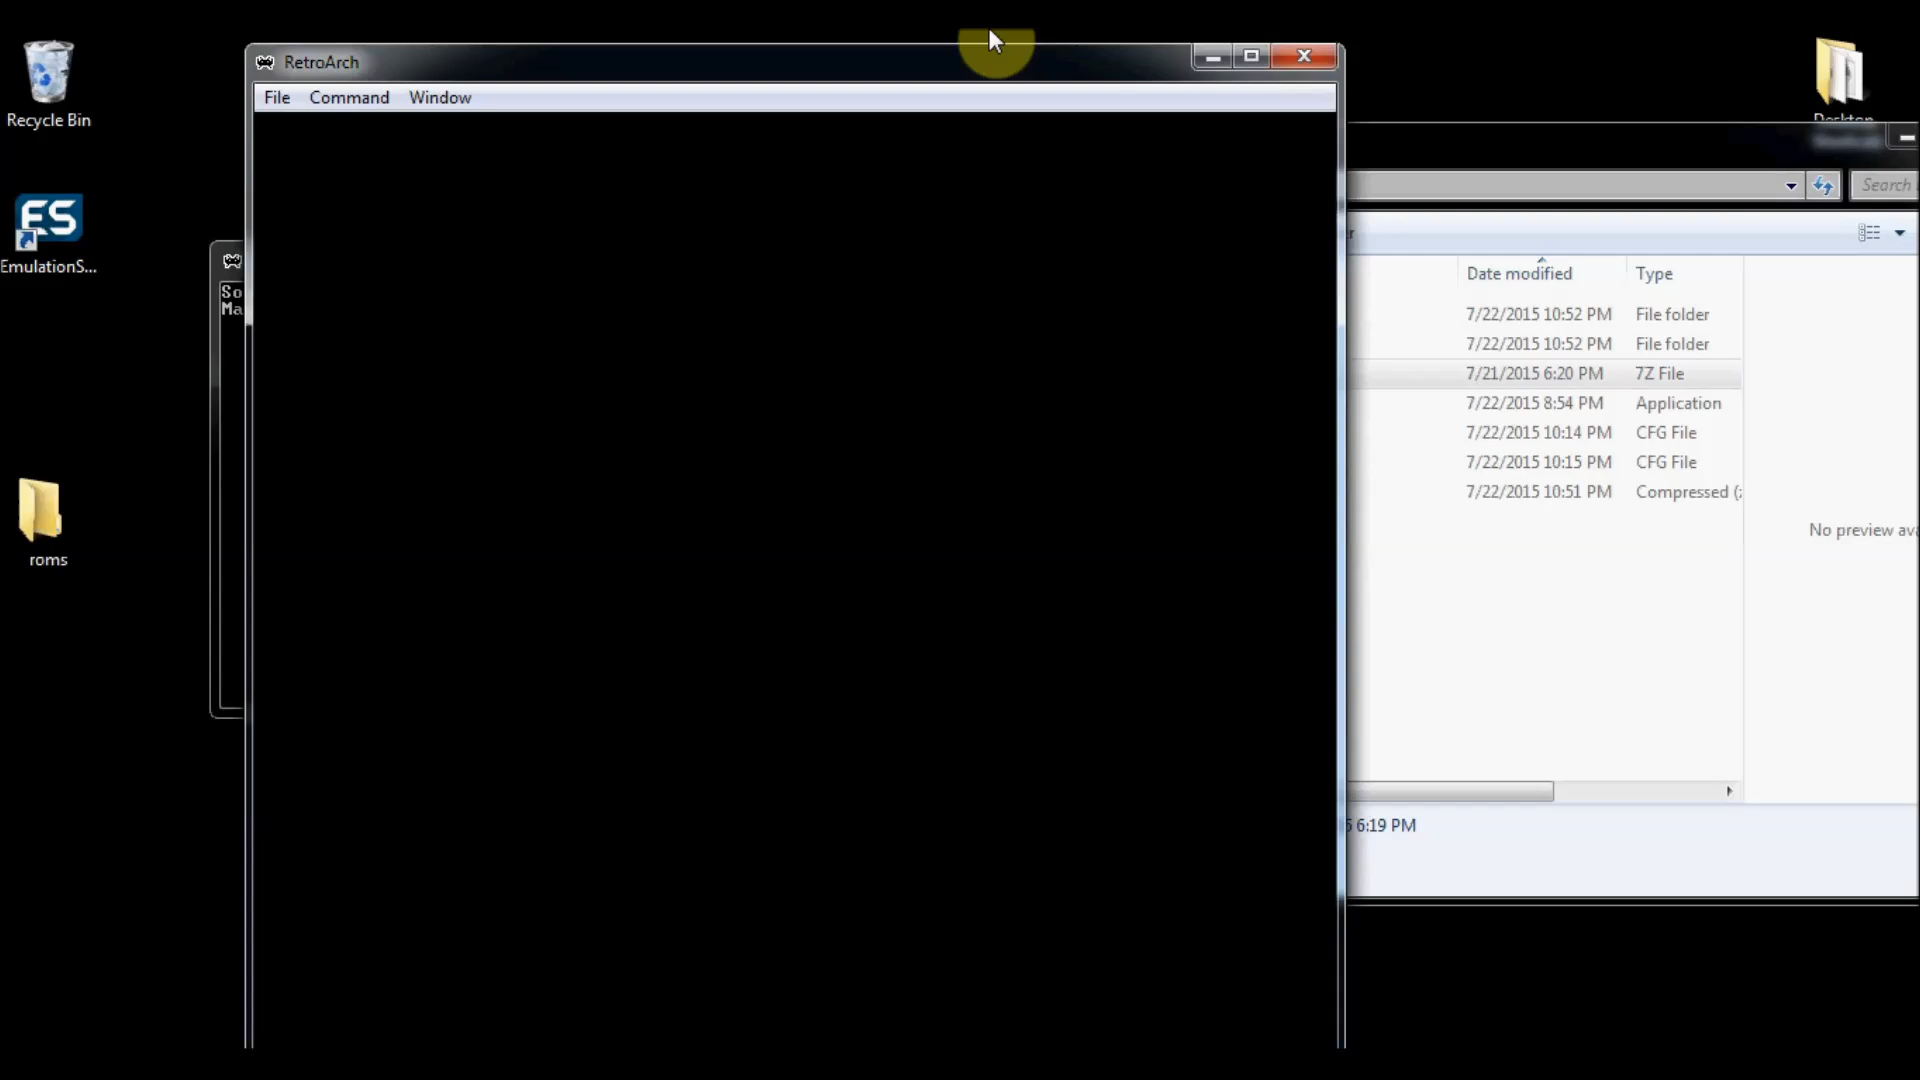 Recycle Bin
EmulationS...
roms
RetroArch
File Command Window
So
Ma
Desktop
Search
Date modified Type
7/22/2015 10:52 PM File folder
7/22/2015 10:52 PM File folder
7/21/2015 6:20 PM 7Z File
7/22/2015 8:54 PM Application
7/22/2015 10:14 PM CFG File
7/22/2015 10:15 PM CFG File
7/22/2015 10:51 PM Compressed (
No preview ava
5 6:19 PM